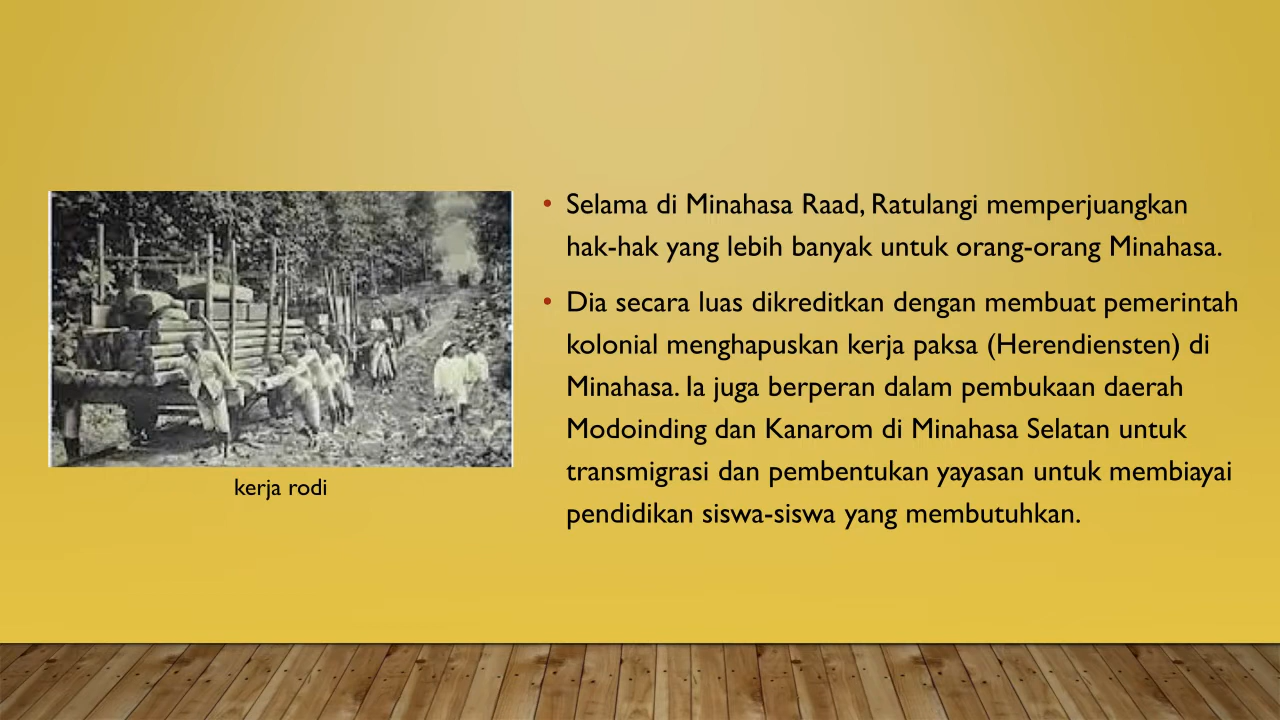 • Selama di Minahasa Raad, Ratulangi memperjuangkan
hak-hak yang lebih banyak untuk orang-orang Minahasa.
• Dia secara luas dikreditkan dengan membuat pemerintah
kolonial menghapuskan kerja paksa (Herendiensten) di
Minahasa. Ia juga berperan dalam pembukaan daerah
Modoinding dan Kanarom di Minahasa Selatan untuk
transmigrasi dan pembentukan yayasan untuk membiayai
pendidikan siswa-siswa yang membutuhkan.
kerja rodi